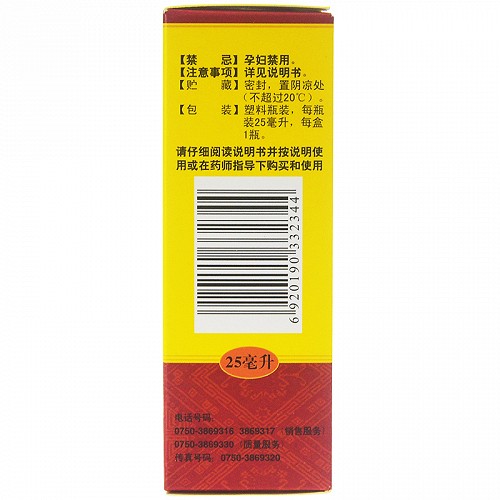 【禁　　忌】孕妇禁用。
【注意事项】详见说明书。
【贮　　藏】密封，置阴凉处
（不超过20℃）。
【包　　装】塑料瓶装，每瓶
装25毫升，每盒
1瓶。
请仔细阅读说明书并按说明使
用或在药师指导下购买和使用
6920190332344
25毫升
电话号码：
0750-3869316 3869317（销售服务）
0750-3869330（质量服务）
传真号码：0750-3869320